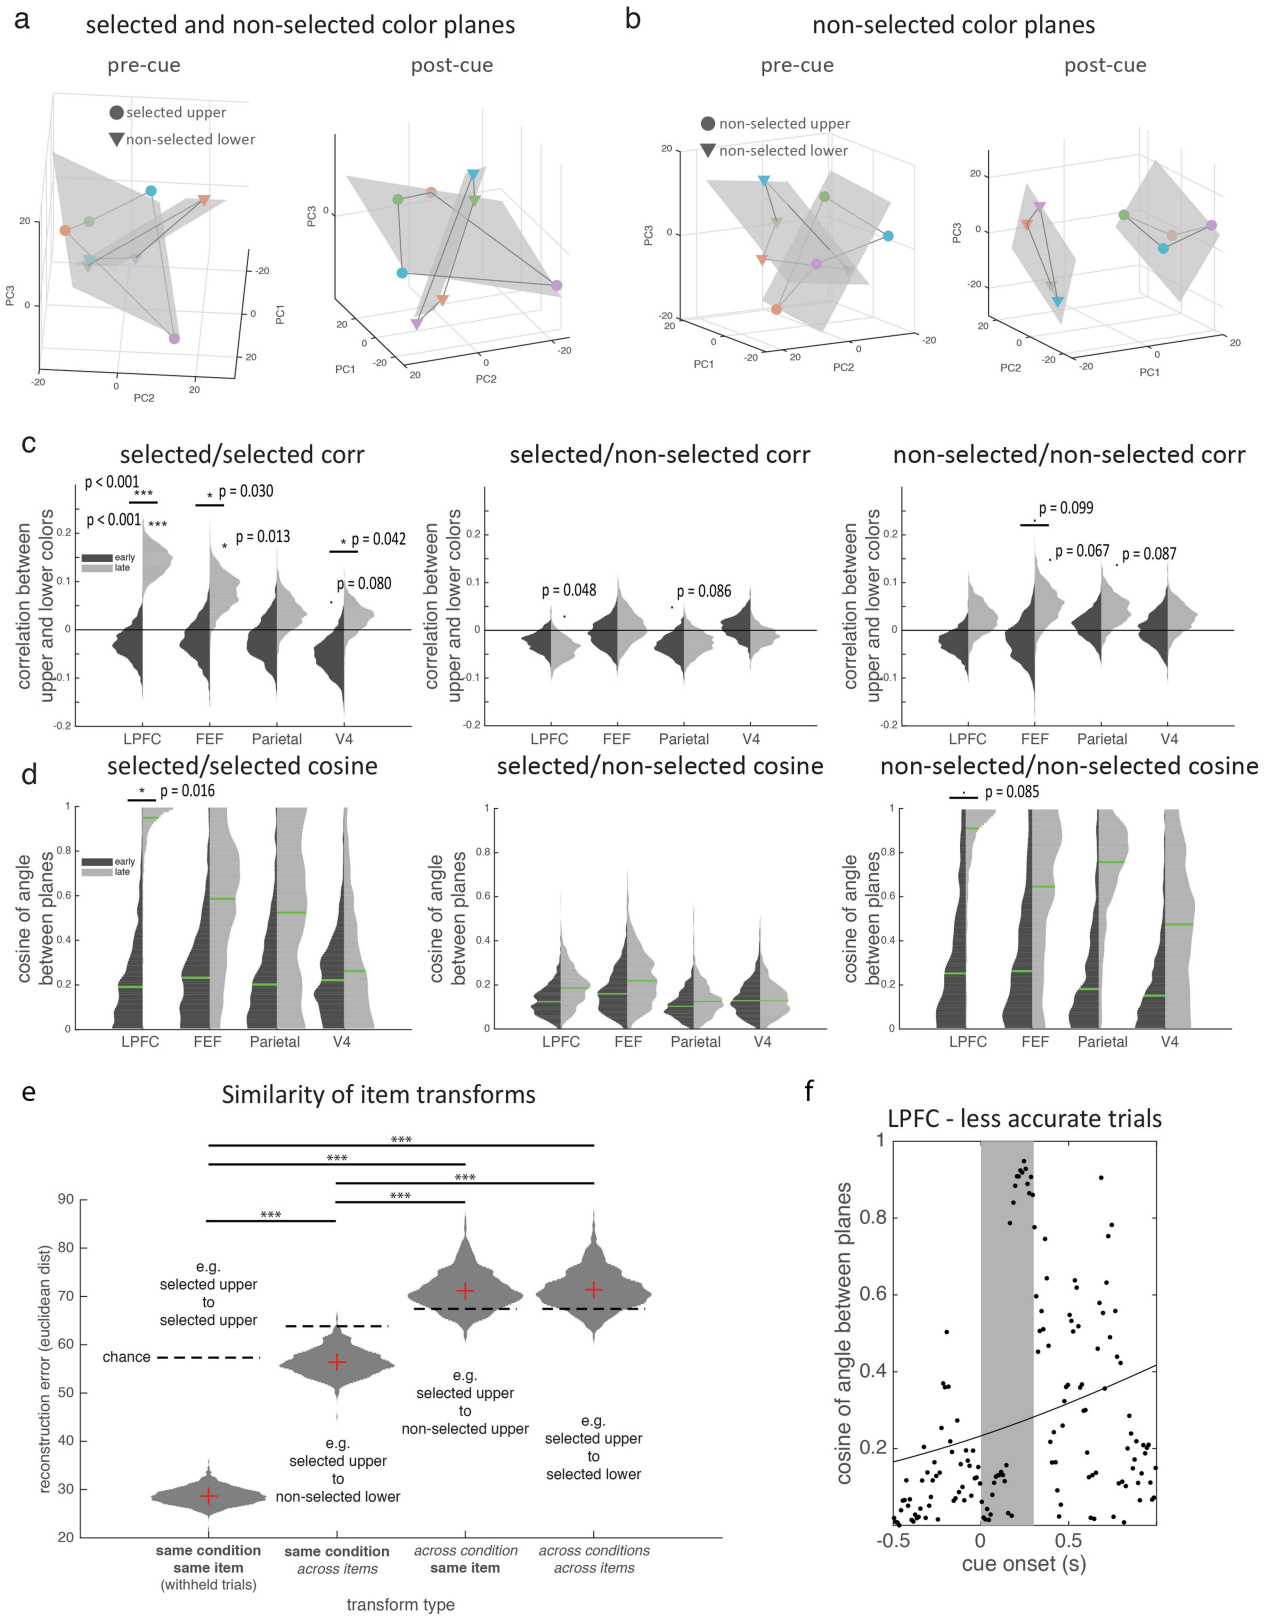 a
selected and non-selected color planes
pre-cue
post-cue
selected upper
non-selected lower
20
0
PC3
-20
0
20
PC2
-20
0
20
PC1
0
PC3
20
0
-20
PC1
20
0
-20
PC2
b
non-selected color planes
pre-cue
post-cue
non-selected upper
non-selected lower
20
0
-20
PC3
20
0
-20
PC1
20
0
-20
PC2
20
0
-20
PC3
20
0
-20
PC2
-20
0
20
PC1
c
selected/selected corr
p < 0.001
***
p < 0.001
***
* p = 0.030
* p = 0.013
* p = 0.042
p = 0.080
early
late
correlation between
upper and lower colors
0.2
0.1
0
-0.1
-0.2
LPFC FEF Parietal V4
selected/non-selected corr
p = 0.048
p = 0.086
correlation between
upper and lower colors
0.2
0.1
0
-0.1
-0.2
LPFC FEF Parietal V4
non-selected/non-selected corr
p = 0.099
p = 0.067
p = 0.087
correlation between
upper and lower colors
0.2
0.1
0
-0.1
-0.2
LPFC FEF Parietal V4
d
selected/selected cosine
* p = 0.016
early
late
cosine of angle
between planes
1
0.8
0.6
0.4
0.2
0
LPFC FEF Parietal V4
selected/non-selected cosine
cosine of angle
between planes
1
0.8
0.6
0.4
0.2
0
LPFC FEF Parietal V4
non-selected/non-selected cosine
p = 0.085
cosine of angle
between planes
1
0.8
0.6
0.4
0.2
0
LPFC FEF Parietal V4
e
Similarity of item transforms
***
***
***
***
***
reconstruction error (euclidean dist)
90
80
70
60
50
40
30
20
e.g.
selected upper
to
selected upper
chance
e.g.
selected upper
to
non-selected lower
e.g.
selected upper
to
non-selected upper
e.g.
selected upper
to
selected lower
same condition
same item
(withheld trials)
same condition
across items
across condition
same item
across conditions
across items
transform type
f
LPFC - less accurate trials
cosine of angle between planes
1
0.8
0.6
0.4
0.2
-0.5
0
0.5
cue onset (s)